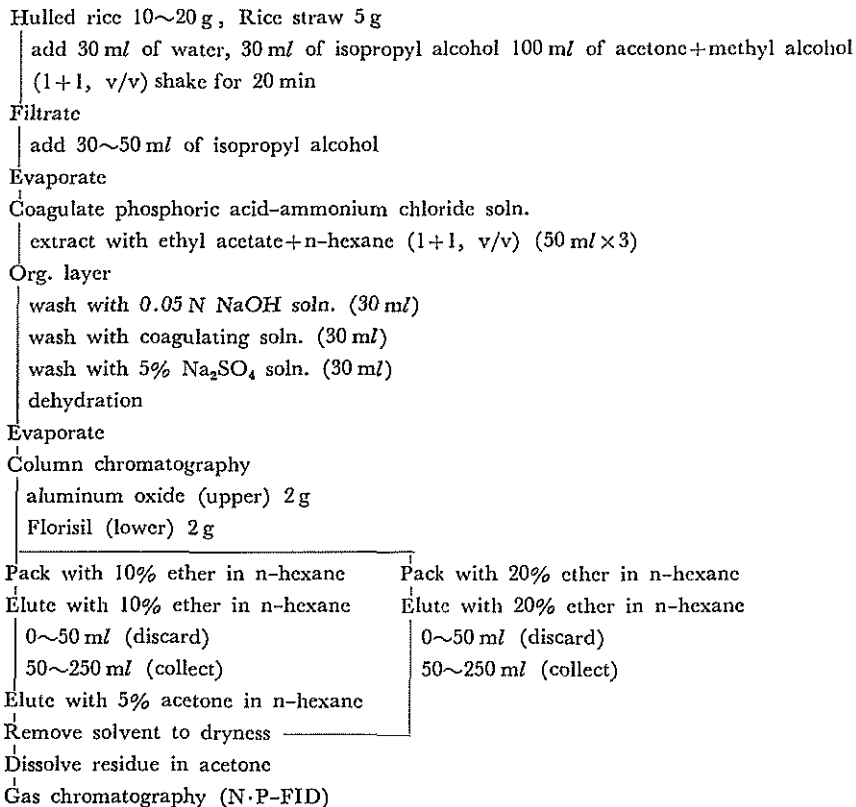 Hulled rice 10～20 g, Rice straw 5 g
add 30 ml of water, 30 ml of isopropyl alcohol 100 ml of acetone+methyl alcohol
(1+1, v/v) shake for 20 min
Filtrate
add 30～50 ml of isopropyl alcohol
Evaporate
Coagulate phosphoric acid-ammonium chloride soln.
extract with ethyl acetate+n-hexane (1+1, v/v) (50 ml×3)
Org. layer
wash with 0.05 N NaOH soln. (30 ml)
wash with coagulating soln. (30 ml)
wash with 5% Na₂SO₄ soln. (30 ml)
dehydration
Evaporate
Column chromatography
aluminum oxide (upper) 2 g
Florisil (lower) 2 g
Pack with 10% ether in n-hexane
Elute with 10% ether in n-hexane
0～50 ml (discard)
50～250 ml (collect)
Elute with 5% acetone in n-hexane
Pack with 20% ether in n-hexane
Elute with 20% ether in n-hexane
0～50 ml (discard)
50～250 ml (collect)
Remove solvent to dryness
Dissolve residue in acetone
Gas chromatography (N·P-FID)